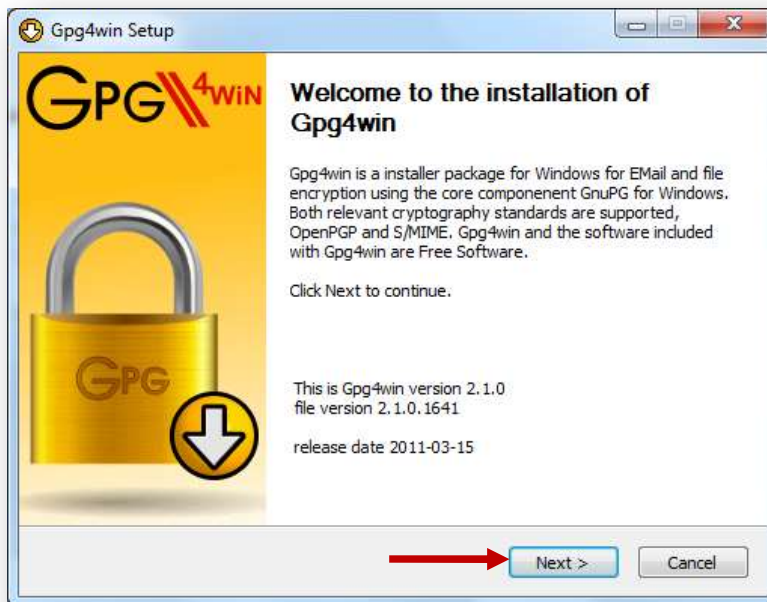 Gpg4win Setup
GPG4WiN
Welcome to the installation of
Gpg4win
Gpg4win is a installer package for Windows for EMail and file
encryption using the core componenent GnuPG for Windows.
Both relevant cryptography standards are supported,
OpenPGP and S/MIME. Gpg4win and the software included
with Gpg4win are Free Software.
Click Next to continue.
GPG
This is Gpg4win version 2.1.0
file version 2.1.0.1641
release date 2011-03-15
Next >
Cancel